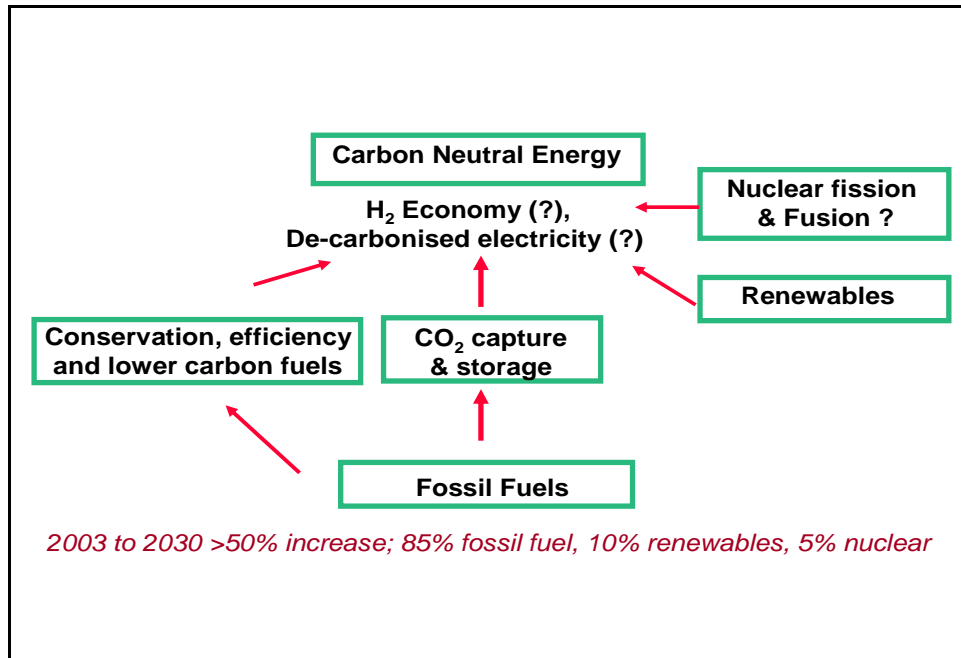 Carbon Neutral Energy
H₂ Economy (?),
De-carbonised electricity (?)
Nuclear fission
& Fusion ?
Renewables
Conservation, efficiency
and lower carbon fuels
CO₂ capture
& storage
Fossil Fuels
2003 to 2030 >50% increase; 85% fossil fuel, 10% renewables, 5% nuclear